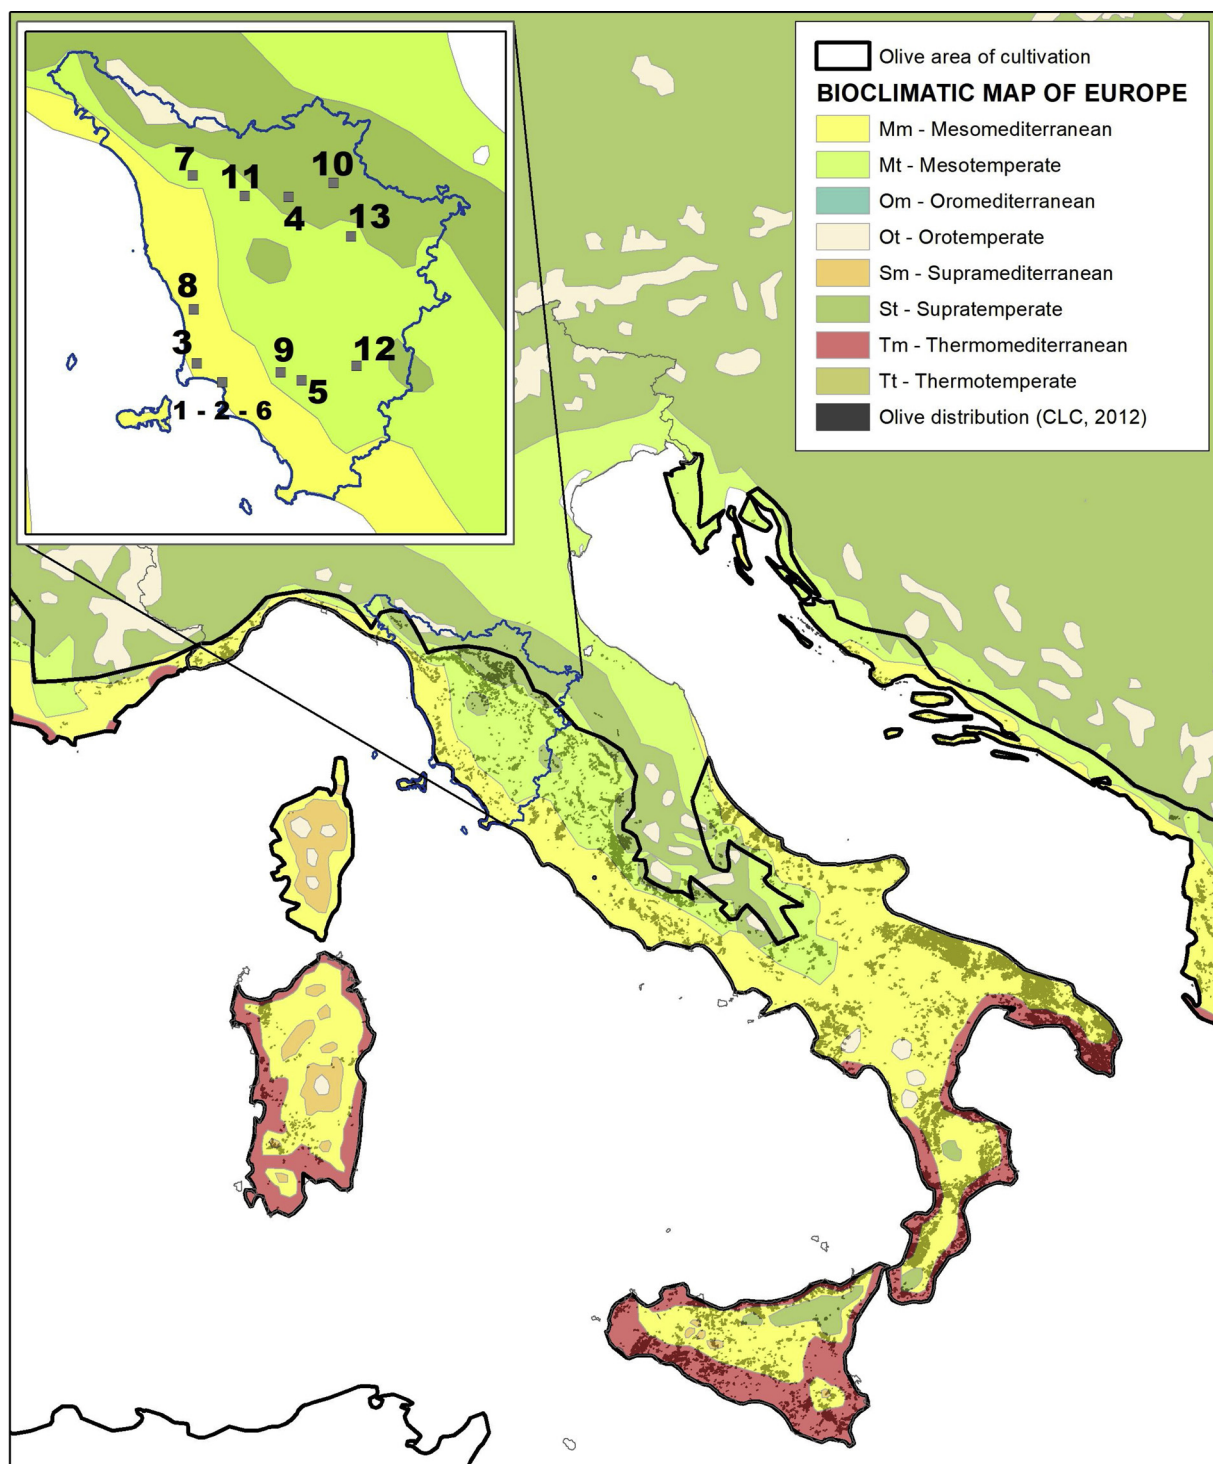 7
11
10
4
13
8
3
9
5
12
1 - 2 - 6
Olive area of cultivation
BIOCLIMATIC MAP OF EUROPE
Mm - Mesomediterranean
Mt - Mesotemperate
Om - Oromediterranean
Ot - Orotemperate
Sm - Supramediterranean
St - Supratemperate
Tm - Thermomediterranean
Tt - Thermotemperate
Olive distribution (CLC, 2012)